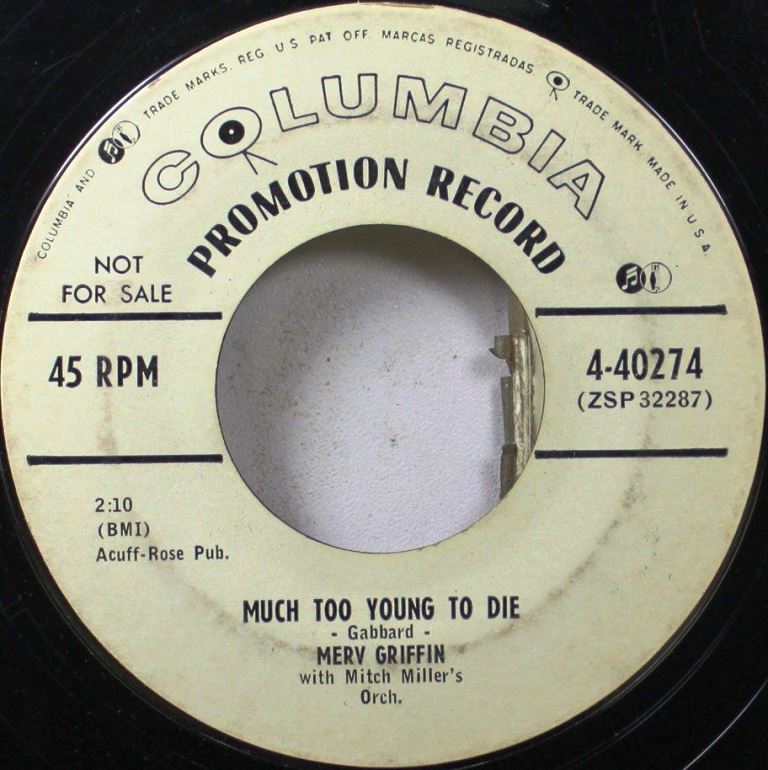 "COLUMBIA" AND TRADE MARKS. REG. U S PAT OFF. MARCAS REGISTRADAS TRADE MARK. MADE IN U S A
COLUMBIA
PROMOTION RECORD
NOT
FOR SALE
45 RPM
4-40274
(ZSP 32287)
2:10
(BMI)
Acuff-Rose Pub.
MUCH TOO YOUNG TO DIE
- Gabbard -
MERV GRIFFIN
with Mitch Miller's
Orch.